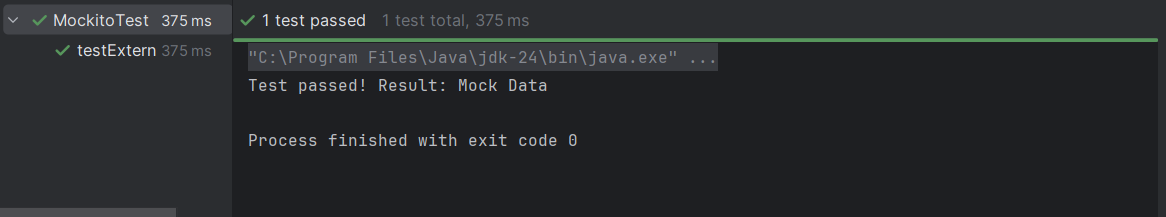 MockitoTest 375 ms
testExtern 375 ms
1 test passed 1 test total, 375 ms
"C:\Program Files\Java\jdk-24\bin\java.exe" ...
Test passed! Result: Mock Data
Process finished with exit code 0